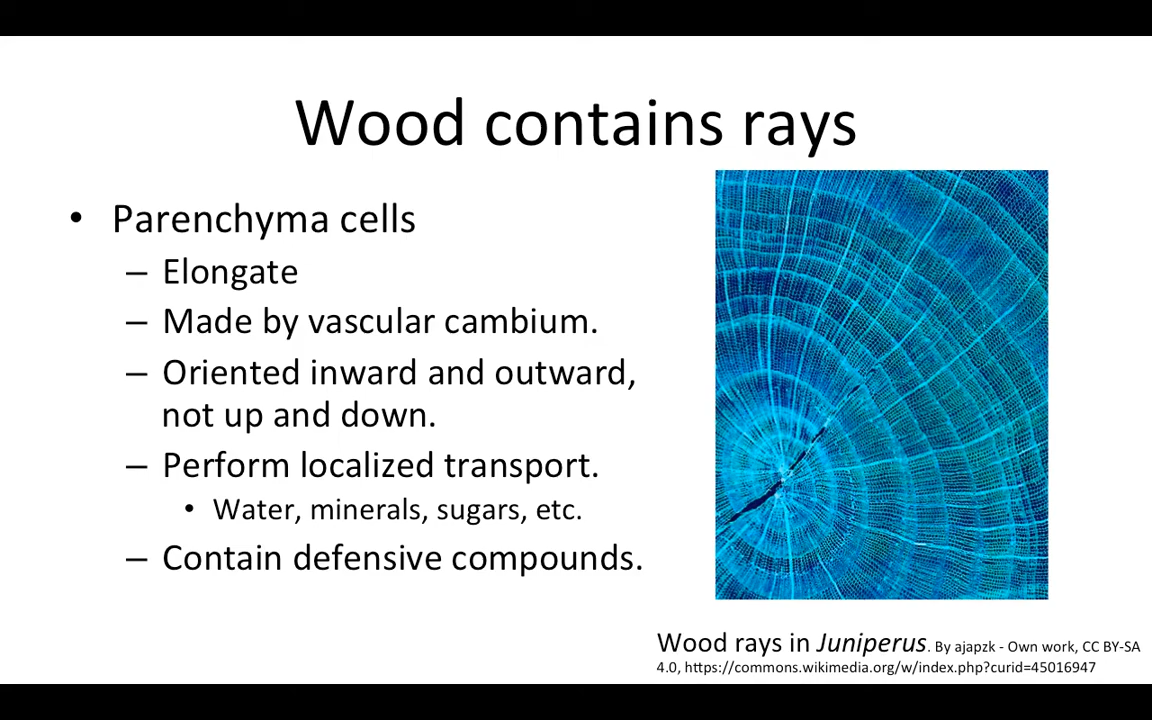 Wood contains rays
• Parenchyma cells
– Elongate
– Made by vascular cambium.
– Oriented inward and outward,
not up and down.
– Perform localized transport.
• Water, minerals, sugars, etc.
– Contain defensive compounds.
Wood rays in Juniperus. By ajapzk - Own work, CC BY-SA
4.0, https://commons.wikimedia.org/w/index.php?curid=45016947